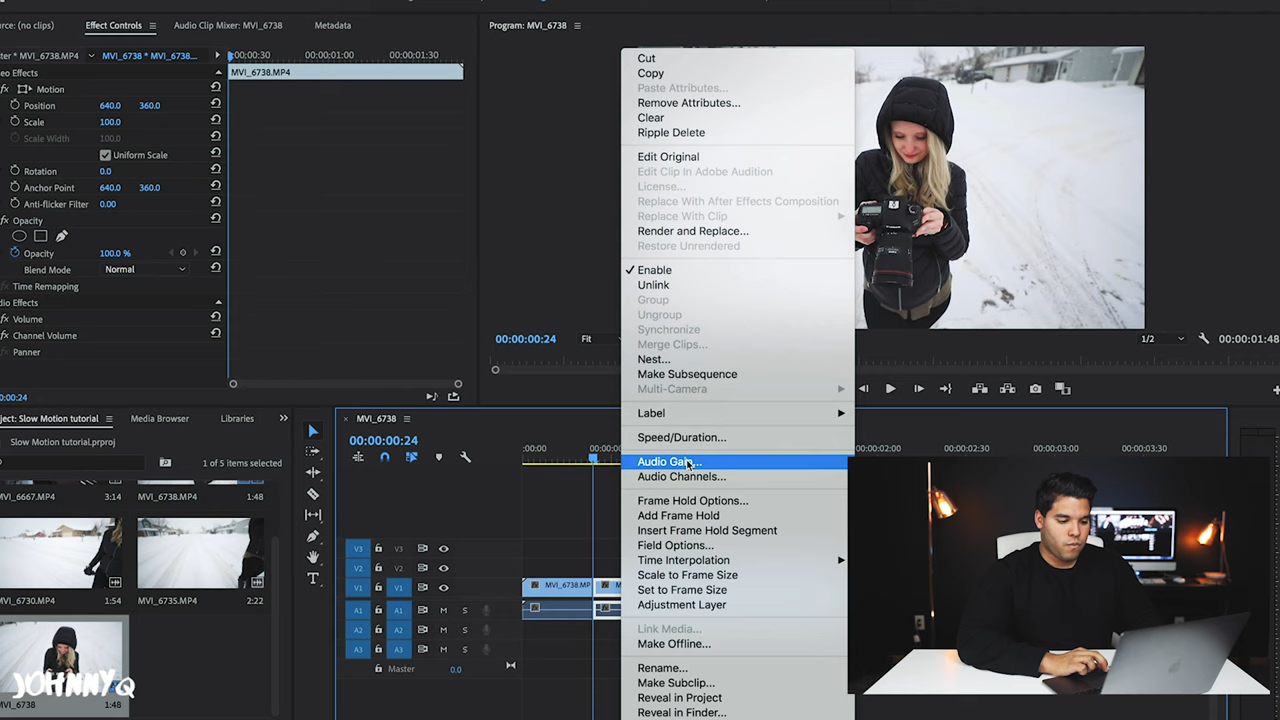 rce: (no clips)
Effect Controls
Audio Clip Mixer: MVI_6738
Metadata
ster * MVI_6738.MP4
MVI_6738 * MVI_6738...
00:00:30
00:00:01:00
00:00:01:30
MVI_6738.MP4
eo Effects
fx Motion
Position 640.0 360.0
Scale 100.0
Scale Width 100.0
Uniform Scale
Rotation 0.0
Anchor Point 640.0 360.0
Anti-flicker Filter 0.00
Opacity
Opacity 100.0 %
Blend Mode Normal
Time Remapping
dio Effects
fx Volume
fx Channel Volume
Panner
0:00:24
Program: MVI_6738
00:00:00:24
Fit
1/2
00:00:01:48
Cut
Copy
Paste Attributes...
Remove Attributes...
Clear
Ripple Delete
Edit Original
Edit Clip In Adobe Audition
License...
Replace With After Effects Composition
Replace With Clip
Render and Replace...
Restore Unrendered
Enable
Unlink
Group
Ungroup
Synchronize
Merge Clips...
Nest...
Make Subsequence
Multi-Camera
Label
Speed/Duration...
Audio Gain...
Audio Channels...
Frame Hold Options...
Add Frame Hold
Insert Frame Hold Segment
Field Options...
Time Interpolation
Scale to Frame Size
Set to Frame Size
Adjustment Layer
Link Media...
Make Offline...
Rename...
Make Subclip...
Reveal in Project
Reveal in Finder...
ject: Slow Motion tutorial
Media Browser
Libraries
Slow Motion tutorial.prproj
1 of 5 items selected
MVI_6667.MP4 3:14
MVI_6738.MP4 1:48
MVI_6730.MP4 1:54
MVI_6735.MP4 2:22
MVI_6738 1:48
JOHNNY Q
MVI_6738
00:00:00:24
:00:00
00:00:02:00
00:00:02:30
00:00:03:00
V3 V3
V2 V2
V1 V1
A1 A1 M S
A2 A2 M S
A3 A3 M S
Master 0.0
MVI_6738.MP